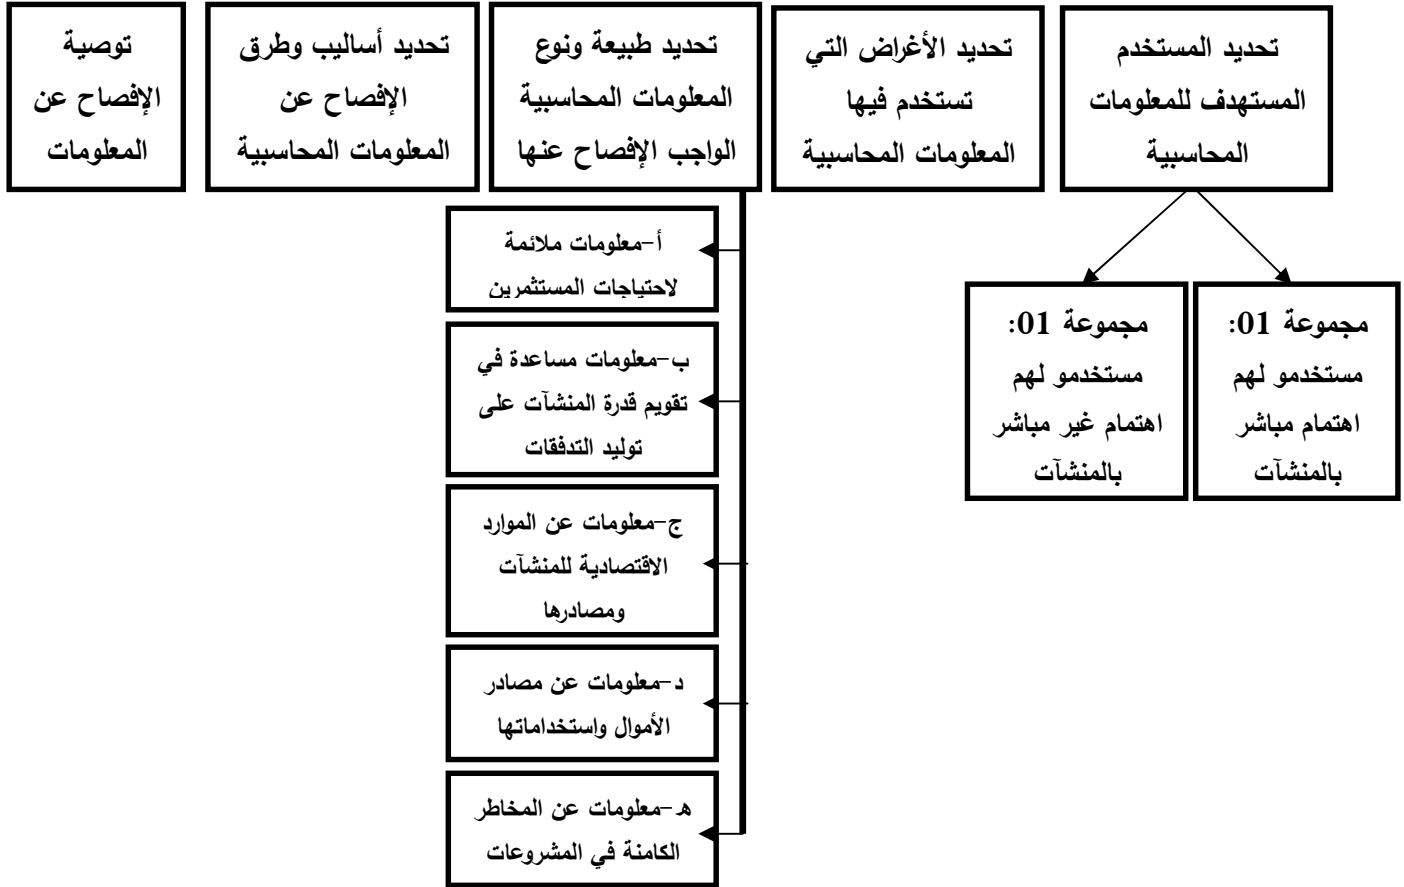 تحديد المستخدم
المستهدف للمعلومات
المحاسبية
تحديد الأغراض التي
تستخدم فيها
المعلومات المحاسبية
تحديد طبيعة ونوع
المعلومات المحاسبية
الواجب الإفصاح عنها
تحديد أساليب وطرق
الإفصاح عن
المعلومات المحاسبية
توصية
الإفصاح عن
المعلومات
مجموعة 01:
مستخدمو لهم
اهتمام مباشر
بالمنشآت
مجموعة 01:
مستخدمو لهم
اهتمام غير مباشر
بالمنشآت
أ-معلومات ملائمة
لاحتياجات المستثمرين
ب-معلومات مساعدة في
تقويم قدرة المنشآت على
توليد التدفقات
ج-معلومات عن الموارد
الاقتصادية للمنشآت
ومصادرها
د-معلومات عن مصادر
الأموال واستخداماتها
هـ-معلومات عن المخاطر
الكامنة في المشروعات